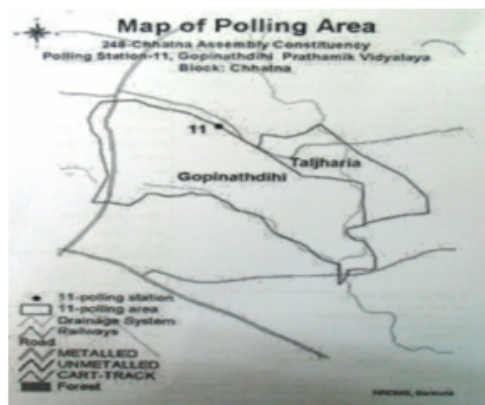 Map of Polling Area
248-Chhatna Assembly Constituency
Polling Station-11, Gopinathdihi Prathamik Vidyalaya
Block: Chhatna
11
Taljharia
Gopinathdihi
11-polling station
11-polling area
Drainage System
Railways
Road
METALLED
UNMETALLED
CART-TRACK
Forest